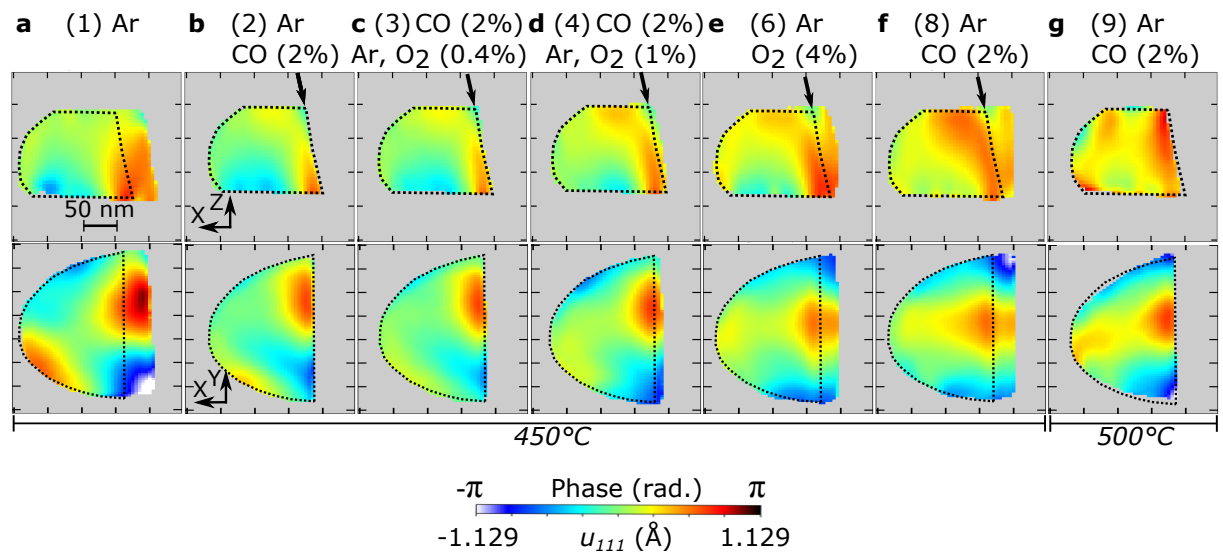 a (1) Ar
b (2) Ar
CO (2%)
c (3) CO (2%)
Ar, O2 (0.4%)
d (4) CO (2%)
Ar, O2 (1%)
e (6) Ar
O2 (4%)
f (8) Ar
CO (2%)
g (9) Ar
CO (2%)
50 nm
Z
X
Y
X
450°C
500°C
-π Phase (rad.) π
-1.129 u111 (Å) 1.129